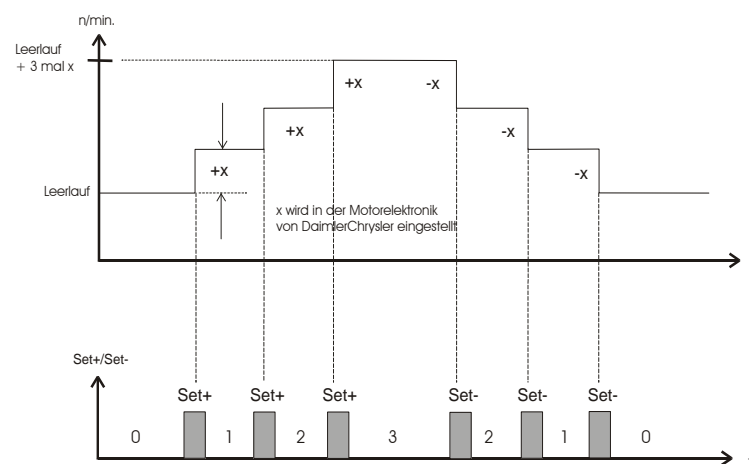 n/min.
Leerlauf
+ 3 mal x
+x
-x
+x
-x
+x
-x
Leerlauf
x wird in der Motorelektronik
von DaimlerChrysler eingestellt
Set+/Set-
Set+ Set+ Set+ Set- Set- Set-
0 1 2 3 2 1 0